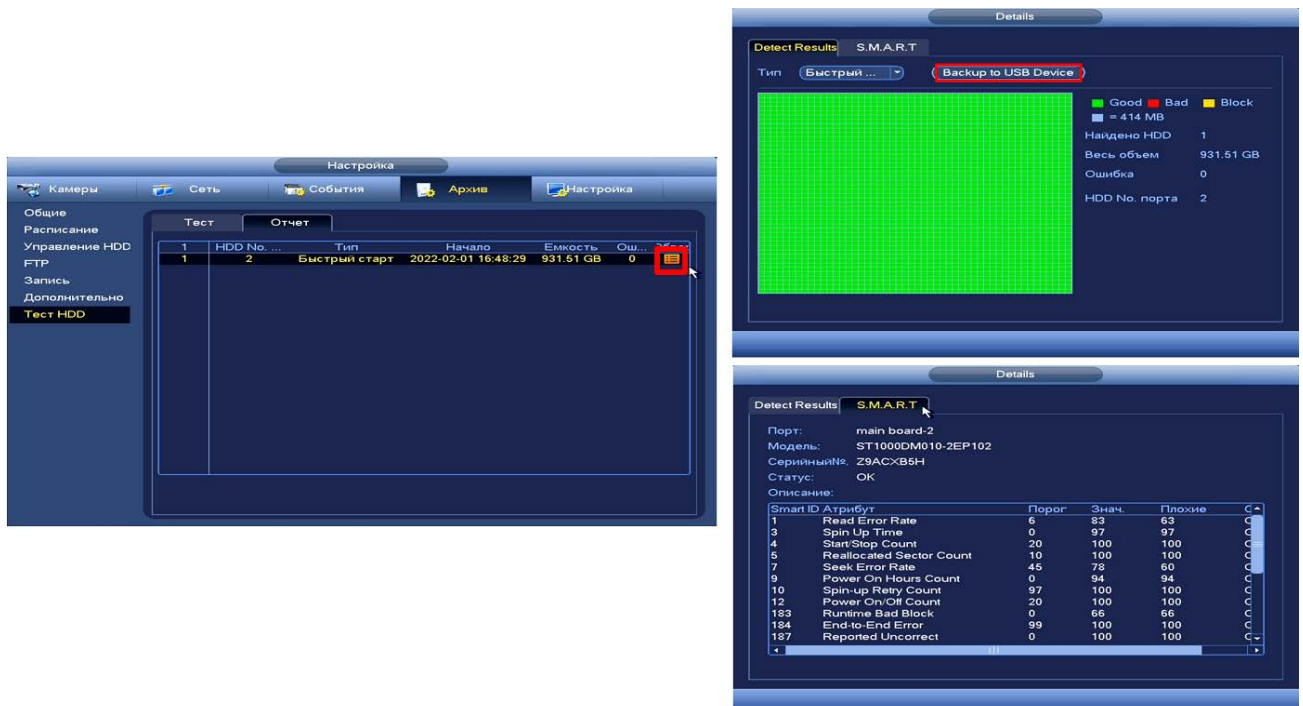 Настройка
Камеры Сеть События Архив Настройка
Общие
Расписание
Управление HDD
FTP
Запись
Дополнительно
Тест HDD
Тест Отчет
1 HDD No. ... Тип Начало Емкость Ош...
1 2 Быстрый старт 2022-02-01 16:48:29 931.51 GB 0
Details
Detect Results S.M.A.R.T
Тип Быстрый ... Backup to USB Device
Good Bad Block
= 414 MB
Найдено HDD 1
Весь объем 931.51 GB
Ошибка 0
HDD No. порта 2
Details
Detect Results S.M.A.R.T
Порт: main board-2
Модель: ST1000DM010-2EP102
Серийный№. Z9ACXB5H
Статус: OK
Описание:
Smart ID Атрибут Порог Знач. Плохие
1 Read Error Rate 6 83 63
3 Spin Up Time 0 97 97
4 Start/Stop Count 20 100 100
5 Reallocated Sector Count 10 100 100
7 Seek Error Rate 45 78 60
9 Power On Hours Count 0 94 94
10 Spin-up Retry Count 97 100 100
12 Power On/Off Count 20 100 100
183 Runtime Bad Block 0 66 66
184 End-to-End Error 99 100 100
187 Reported Uncorrect 0 100 100